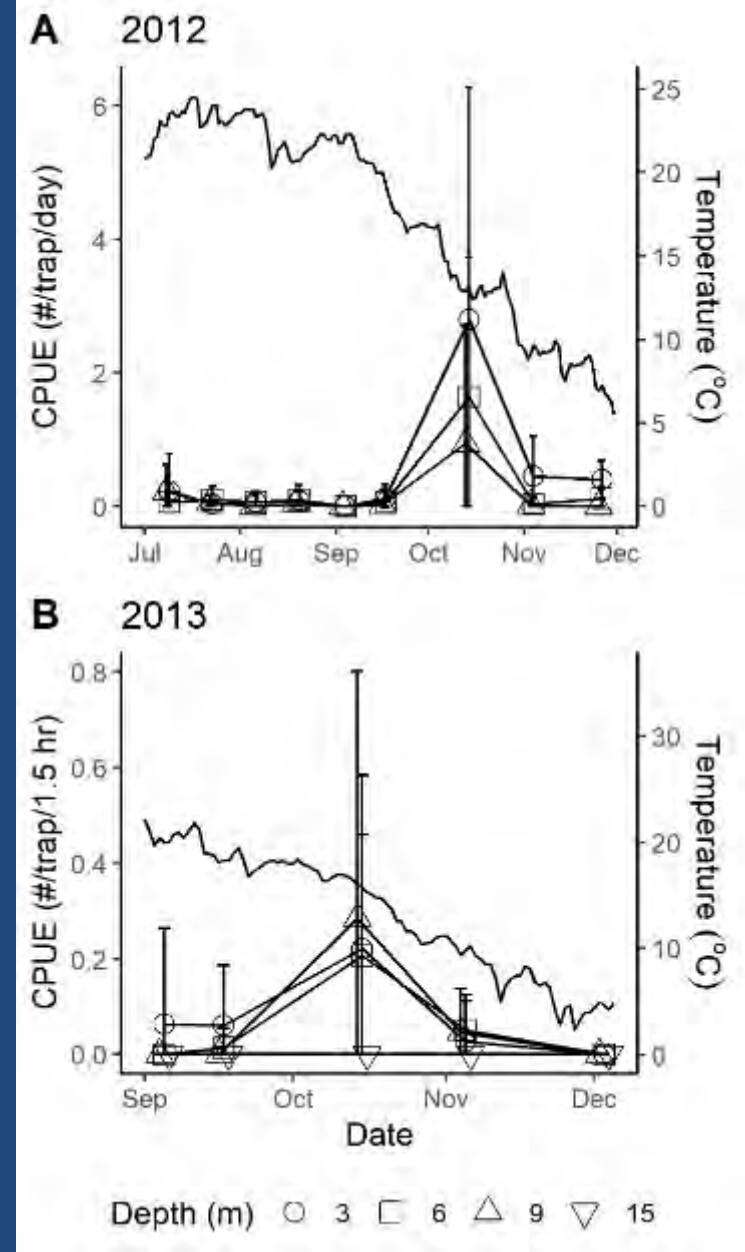 A 2012
CPUE (#/trap/day)
6
4
2
0
25
20
15
10
5
0
Temperature (°C)
Jul Aug Sep Oct Nov Dec
B 2013
CPUE (#/trap/1.5 hr)
0.8
0.6
0.4
0.2
0.0
30
20
10
0
Temperature (°C)
Sep Oct Nov Dec
Date
Depth (m) 3 6 9 15